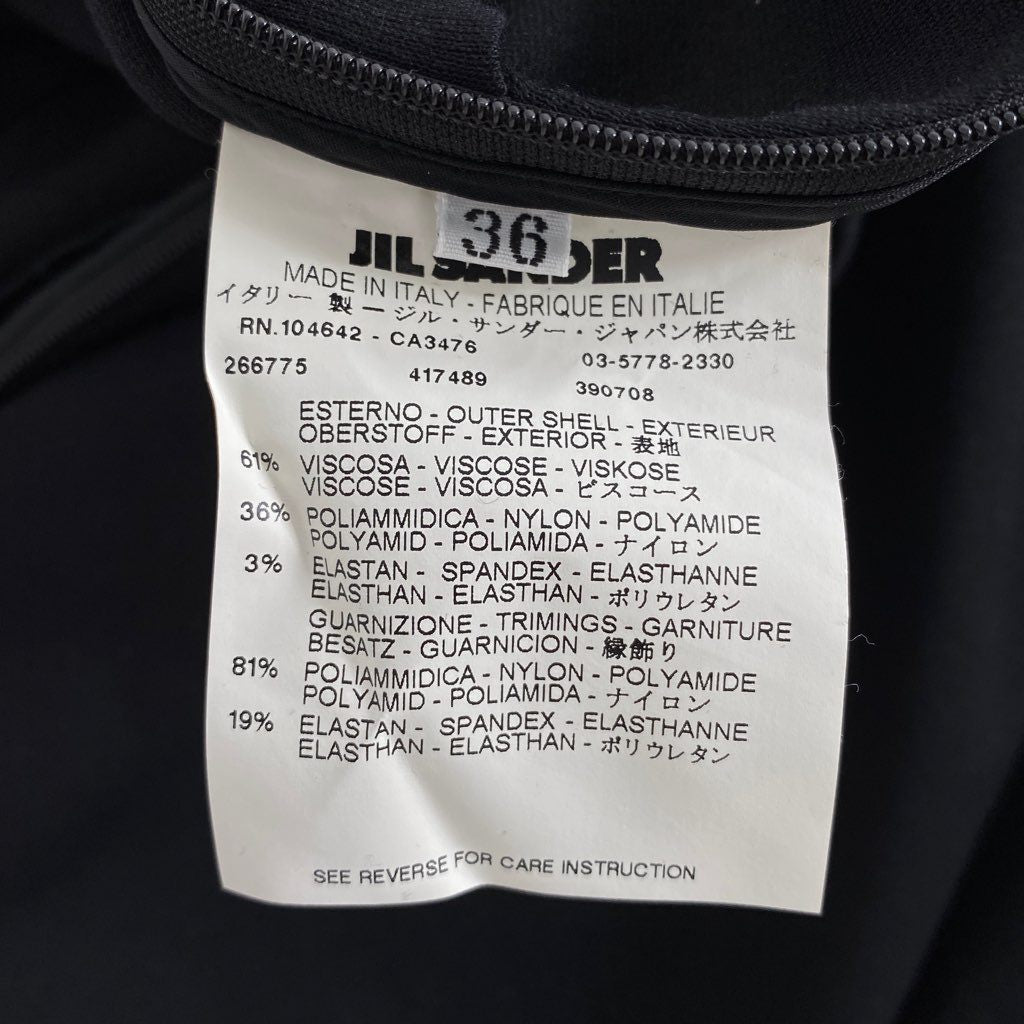 36
JIL SANDER
MADE IN ITALY - FABRIQUE EN ITALIE
イタリー 製 ー ジル・サンダー・ジャパン株式会社
RN.104642 - CA3476 03-5778-2330
266775 417489 390708
ESTERNO - OUTER SHELL - EXTERIEUR
OBERSTOFF - EXTERIOR - 表地
61% VISCOSA - VISCOSE - VISKOSE
VISCOSE - VISCOSA - ビスコース
36% POLIAMMIDICA - NYLON - POLYAMIDE
POLYAMID - POLIAMIDA - ナイロン
3% ELASTAN - SPANDEX - ELASTHANNE
ELASTHAN - ELASTHAN - ポリウレタン
GUARNIZIONE - TRIMINGS - GARNITURE
BESATZ - GUARNICION - 縁飾り
81% POLIAMMIDICA - NYLON - POLYAMIDE
POLYAMID - POLIAMIDA - ナイロン
19% ELASTAN - SPANDEX - ELASTHANNE
ELASTHAN - ELASTHAN - ポリウレタン
SEE REVERSE FOR CARE INSTRUCTION